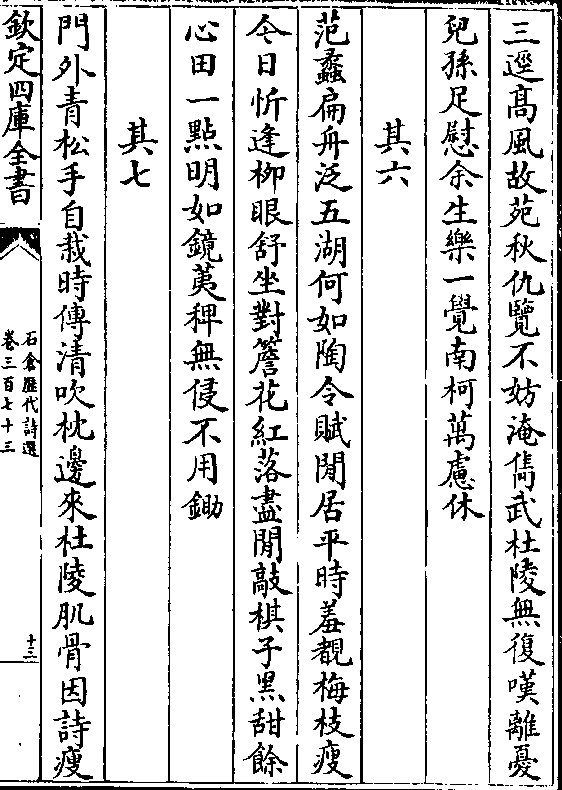 三逕髙風故苑秋仇覽不妨淹雋武杜陵無復嘆離憂
兒孫足慰余生樂一覺南柯萬慮休
其六
范蠡扁舟泛五湖何如陶令賦閒居平時羞覩梅枝瘦
今日忻逢栁眼舒坐對簷花紅落盡閒敲棋子黑甜餘
心田一點明如鏡荑稗無侵不用鋤
其七
門外青松手自栽時傳清吹枕邊來杜陵肌骨因詩瘦
欽定四庫全書
石倉歷代詩選
卷三百七十三
十三